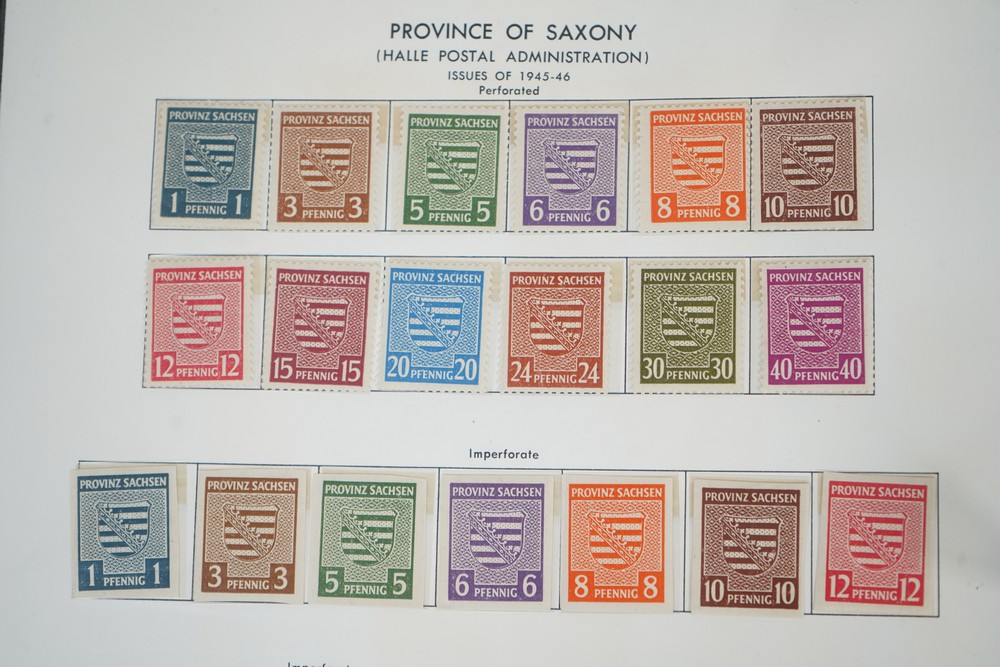 PROVINCE OF SAXONY
(HALLE POSTAL ADMINISTRATION)
ISSUES OF 1945-46
Perforated
PROVINZ SACHSEN
1 PFENNIG 1
PROVINZ SACHSEN
3 PFENNIG 3
PROVINZ SACHSEN
5 PFENNIG 5
PROVINZ SACHSEN
6 PFENNIG 6
PROVINZ SACHSEN
8 PFENNIG 8
PROVINZ SACHSEN
10 PFENNIG 10
PROVINZ SACHSEN
12 PFENNIG 12
PROVINZ SACHSEN
15 PFENNIG 15
PROVINZ SACHSEN
20 PFENNIG 20
PROVINZ SACHSEN
24 PFENNIG 24
PROVINZ SACHSEN
30 PFENNIG 30
PROVINZ SACHSEN
40 PFENNIG 40
Imperforate
PROVINZ SACHSEN
1 PFENNIG 1
PROVINZ SACHSEN
3 PFENNIG 3
PROVINZ SACHSEN
5 PFENNIG 5
PROVINZ SACHSEN
6 PFENNIG 6
PROVINZ SACHSEN
8 PFENNIG 8
PROVINZ SACHSEN
10 PFENNIG 10
PROVINZ SACHSEN
12 PFENNIG 12